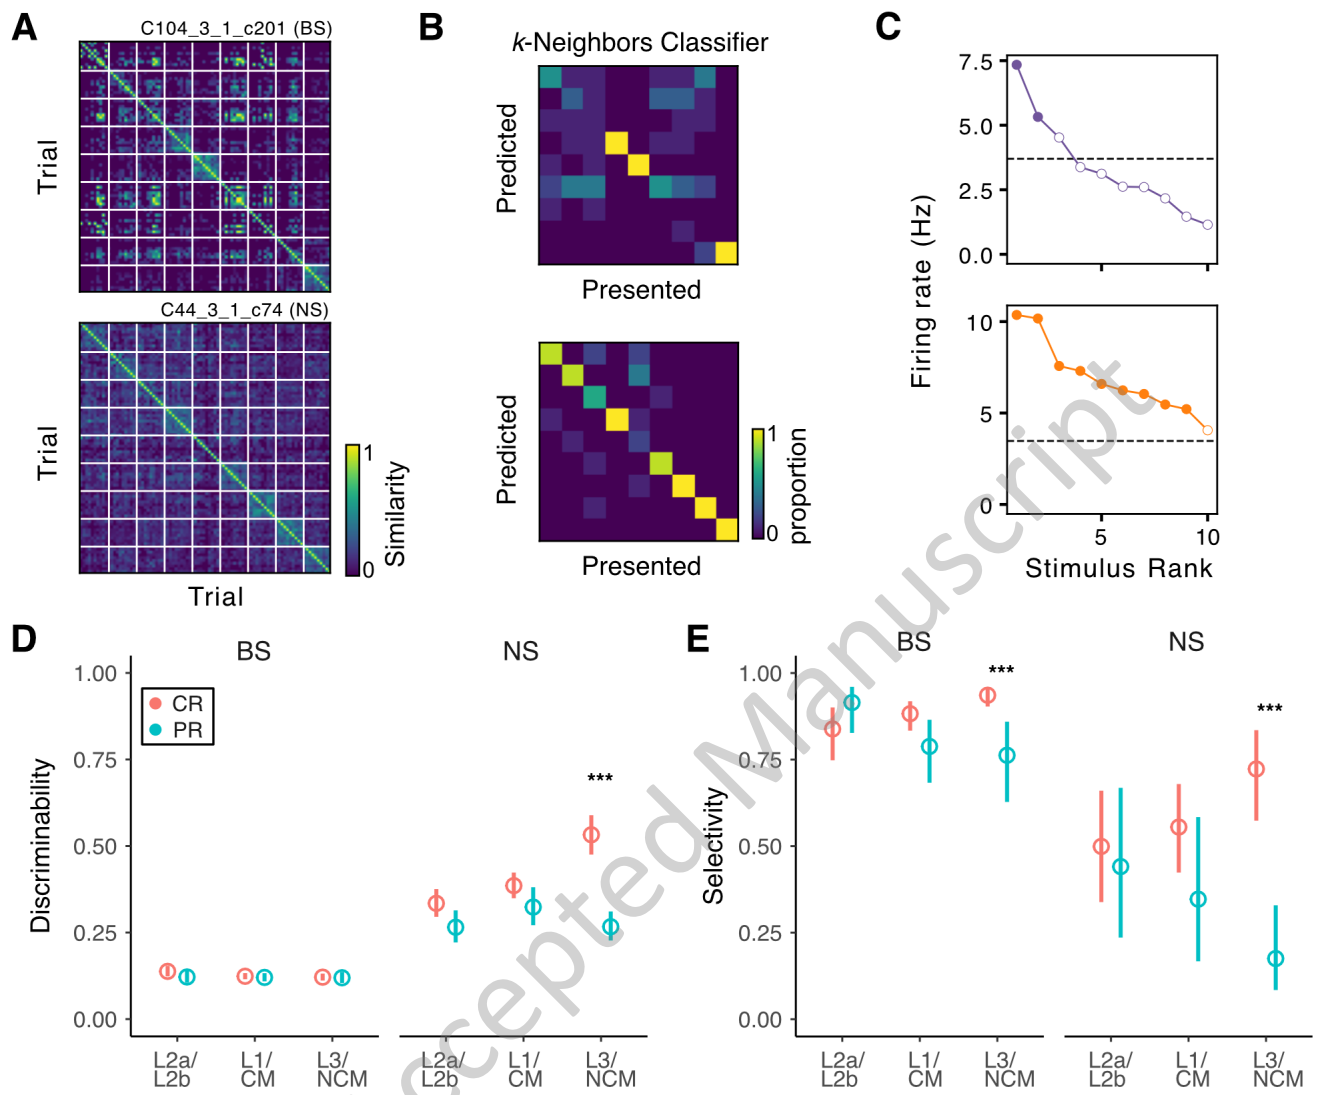 A
C104_3_1_c201 (BS)
Trial
C44_3_1_c74 (NS)
Trial
Trial
1
0
Similarity
B
k-Neighbors Classifier
Predicted
Presented
Predicted
Presented
1
0
proportion
C
7.5
5.0
2.5
0.0
Firing rate (Hz)
10
5
0
5
10
Stimulus Rank
D
BS
NS
CR
PR
***
1.00
0.75
0.50
0.25
0.00
Discriminability
L2a/
L2b
L1/
CM
L3/
NCM
L2a/
L2b
L1/
CM
L3/
NCM
E
BS
NS
***
***
1.00
0.75
0.50
0.25
0.00
Selectivity
L2a/
L2b
L1/
CM
L3/
NCM
L2a/
L2b
L1/
CM
L3/
NCM
ccepted Manuscript